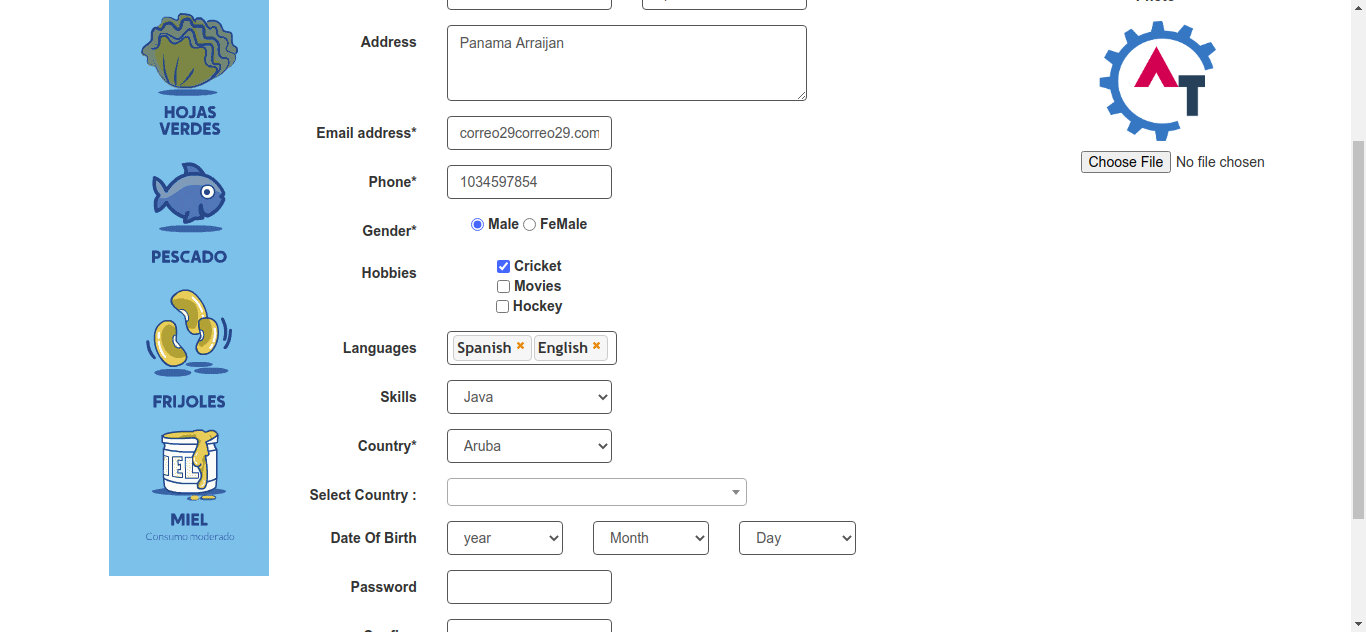 HOJAS
VERDES
PESCADO
FRIJOLES
IEL
MIEL
Consumo moderado
Address
Panama Arraijan
Email address*
correo29correo29.com
Phone*
1034597854
Gender*
Male FeMale
Hobbies
Cricket
Movies
Hockey
Languages
Spanish English
Skills
Java
Country*
Aruba
Select Country :
Date Of Birth
year Month Day
Password
AT
Choose File No file chosen